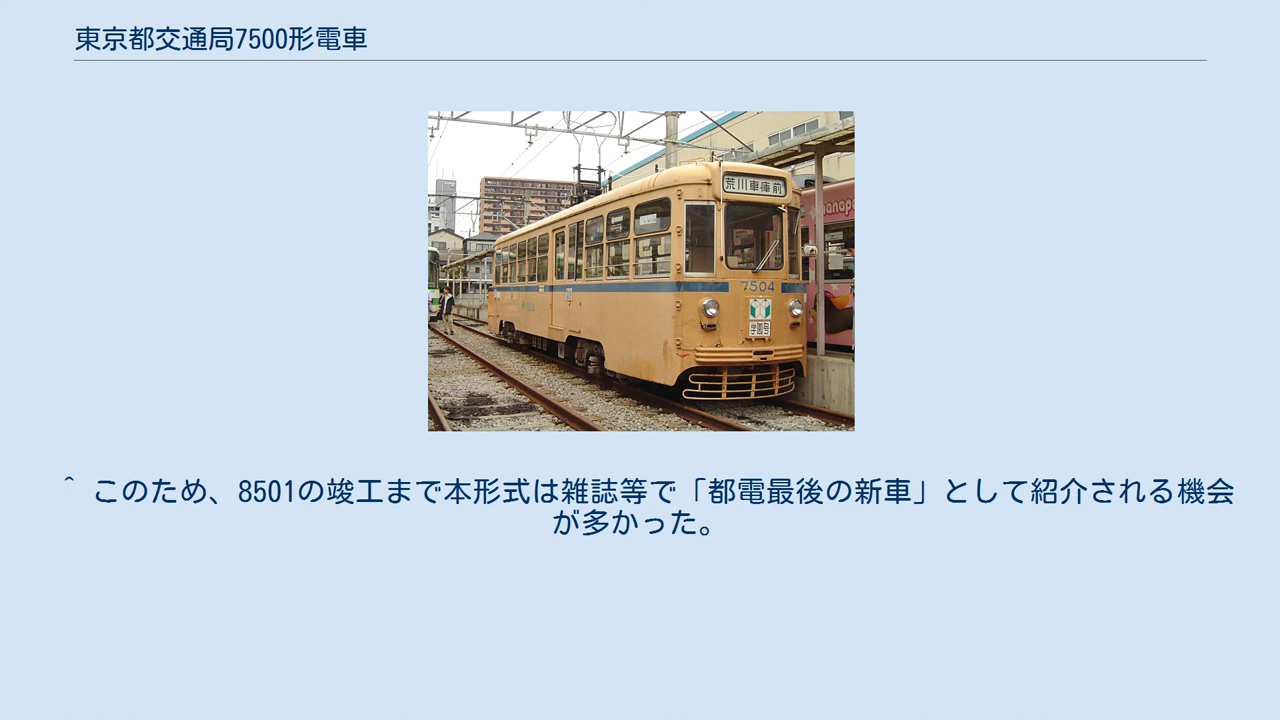 東京都交通局7500形電車
荒川車庫前
7504
学園号
^ このため、8501の竣工まで本形式は雑誌等で「都電最後の新車」として紹介される機会
が多かった。